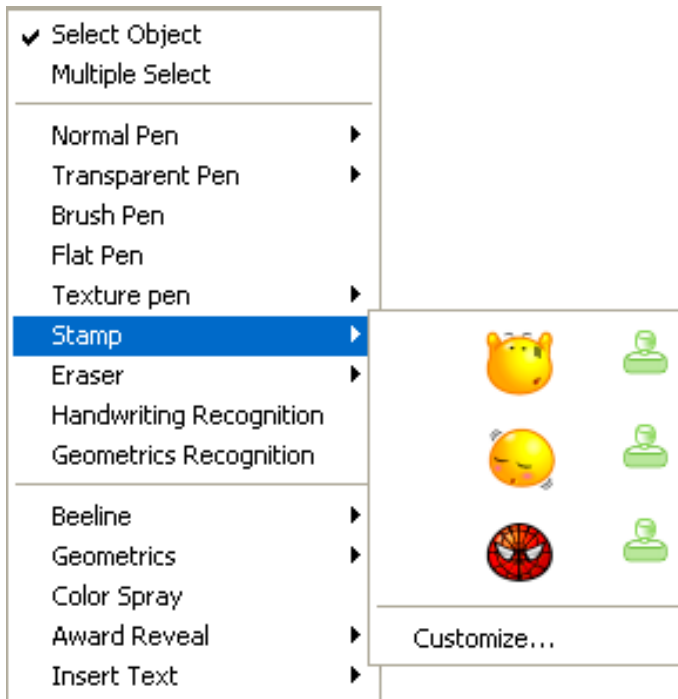 Select Object
Multiple Select
Normal Pen
Transparent Pen
Brush Pen
Flat Pen
Texture pen
Stamp
Eraser
Handwriting Recognition
Geometrics Recognition
Beeline
Geometrics
Color Spray
Award Reveal
Insert Text
Customize...